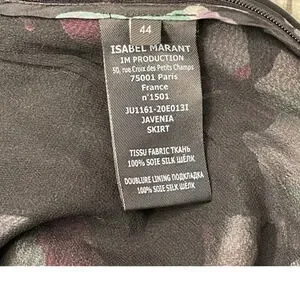 44
ISABEL MARANT
IM PRODUCTION
50, rue Croix des Petits Champs
75001 Paris
France
n°1501
JU1161-20E013I
JAVENIA
SKIRT
TISSU FABRIC ТКАНЬ
100% SOIE SILK ШЁЛК
DOUBLURE LINING ПОДКЛАДКА
100% SOIE SILK ШЁЛК